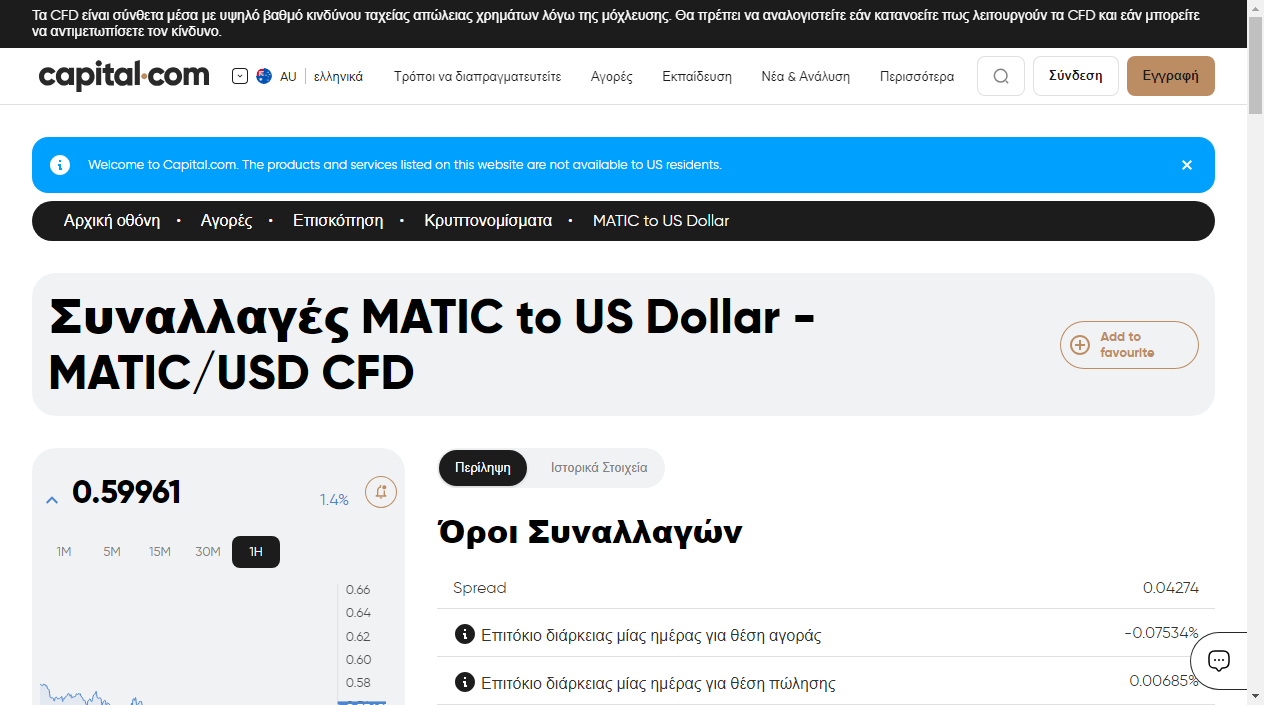 Τα CFD είναι σύνθετα μέσα με υψηλό βαθμό κινδύνου ταχείας απώλειας χρημάτων λόγω της μόχλευσης. Θα πρέπει να αναλογιστείτε εάν κατανοείτε πως λειτουργούν τα CFD και εάν μπορείτε
να αντιμετωπίσετε τον κίνδυνο.
capital.com
AU ελληνικά Τρόποι να διαπραγματευτείτε Αγορές Εκπαίδευση Νέα & Ανάλυση Περισσότερα Σύνδεση Εγγραφή
Welcome to Capital.com. The products and services listed on this website are not available to US residents.
Αρχική οθόνη • Αγορές • Επισκόπηση • Κρυπτονομίσματα • MATIC to US Dollar
Συναλλαγές MATIC to US Dollar -
MATIC/USD CFD
Add to
favourite
0.59961 1.4%
1M 5M 15M 30M 1H
0.66
0.64
0.62
0.60
0.58
Περίληψη Ιστορικά Στοιχεία
Όροι Συναλλαγών
Spread 0.04274
Επιτόκιο διάρκειας μίας ημέρας για θέση αγοράς -0.07534%
Επιτόκιο διάρκειας μίας ημέρας για θέση πώλησης 0.00685%